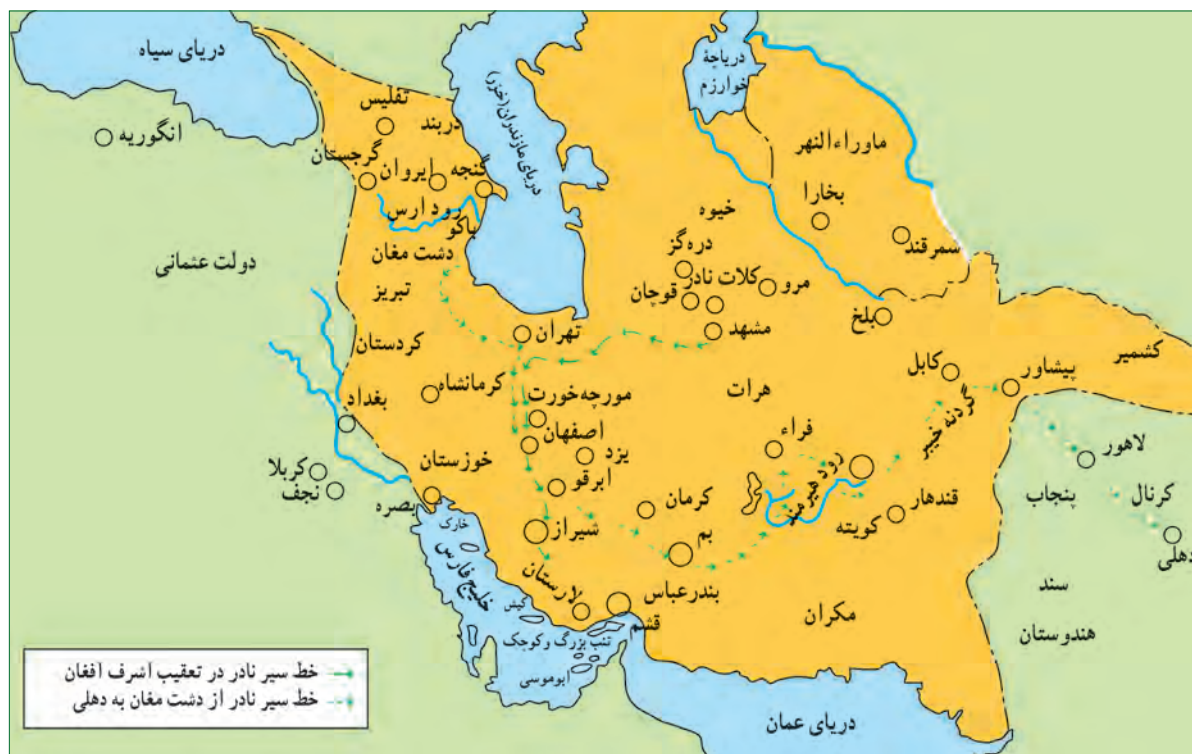 دریای سیاه
انگوریه
تفلیس
دربند
گرجستان
ایروان
گنجه
رود ارس
باکو
دشت مغان
تبریز
دولت عثمانی
کردستان
کرمانشاه
بغداد
کربلا
نجف
خوزستان
بصره
دریای مازندران (خزر)
دریاچهٔ
خوارزم
ماوراءالنهر
بخارا
سمرقند
خیوه
دره گز
کلات نادر
مرو
قوچان
مشهد
بلخ
تهران
مورچه خورت
اصفهان
یزد
ابرقو
شیراز
لارستان
کرمان
بم
بندرعباس
قشم
هرات
فراء
رود هیرمند
کابل
گردنه خیبر
پیشاور
کشمیر
قندهار
کویته
مکران
لاهور
پنجاب
کرنال
دهلی
سند
هندوستان
خارک
خلیج فارس
کیش
تنب بزرگ و کوچک
ابوموسی
دریای عمان
خط سیر نادر در تعقیب اشرف افغان
خط سیر نادر از دشت مغان به دهلی